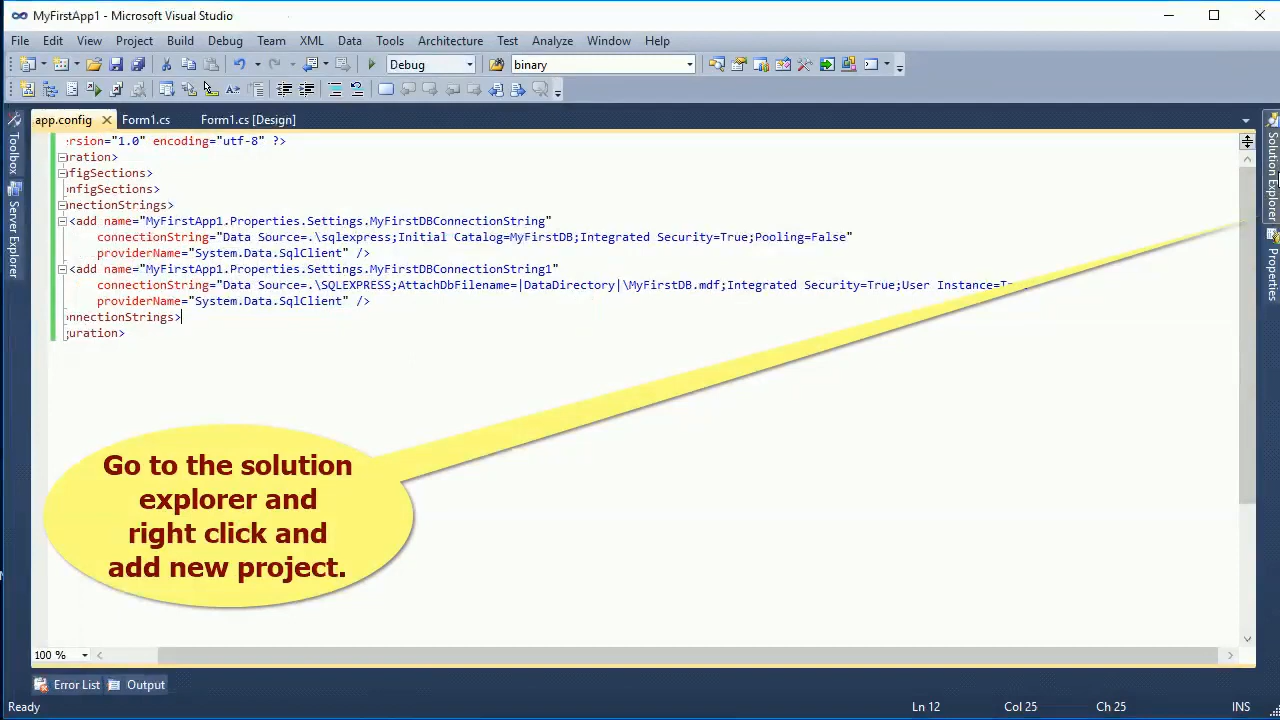 MyFirstApp1 - Microsoft Visual Studio
File Edit View Project Build Debug Team XML Data Tools Architecture Test Analyze Window Help
Debug binary
app.config Form1.cs Form1.cs [Design]
Toolbox
Server Explorer
rsion="1.0" encoding="utf-8" ?>
ration>
figSections>
onfigSections>
nnectionStrings>
<add name="MyFirstApp1.Properties.Settings.MyFirstDBConnectionString"
connectionString="Data Source=.\sqlexpress;Initial Catalog=MyFirstDB;Integrated Security=True;Pooling=False"
providerName="System.Data.SqlClient" />
<add name="MyFirstApp1.Properties.Settings.MyFirstDBConnectionString1"
connectionString="Data Source=.\SQLEXPRESS;AttachDbFilename=|DataDirectory|\MyFirstDB.mdf;Integrated Security=True;User Instance=
providerName="System.Data.SqlClient" />
onnectionStrings>
guration>
Solution Explorer
Properties
Go to the solution
explorer and
right click and
add new project.
100 %
Error List Output
Ready Ln 12 Col 25 Ch 25 INS